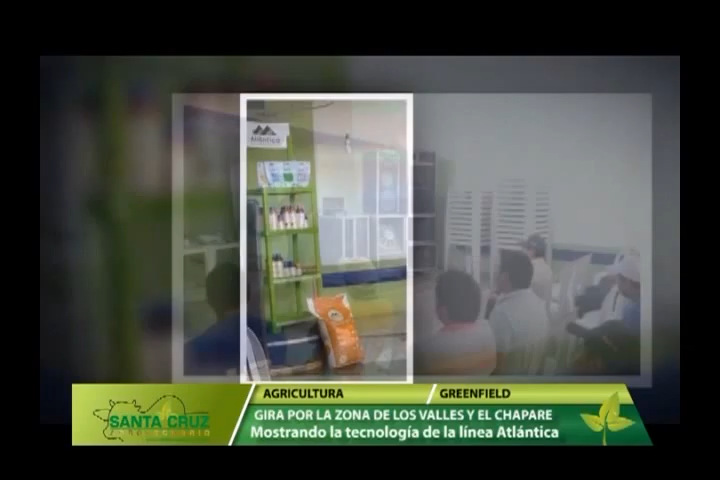 Atlántica
AGRICULTURA
GREENFIELD
SANTA CRUZ
GIRA POR LA ZONA DE LOS VALLES Y EL CHAPARE
Mostrando la tecnología de la línea Atlántica